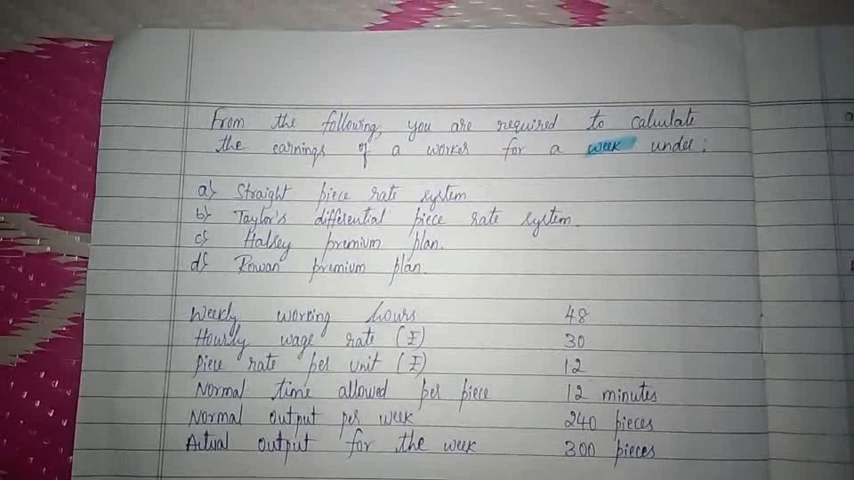 From the following, you are required to calculate
the earnings of a worker for a week under:
a) Straight piece rate system
b) Taylor's differential piece rate system.
c) Halsey premium plan.
d) Rowan premium plan.
Weekly working hours 48
Hourly wage rate (₹) 30
Piece rate per unit (₹) 12
Normal time allowed per piece 12 minutes
Normal output per week 240 pieces
Actual output for the week 300 pieces